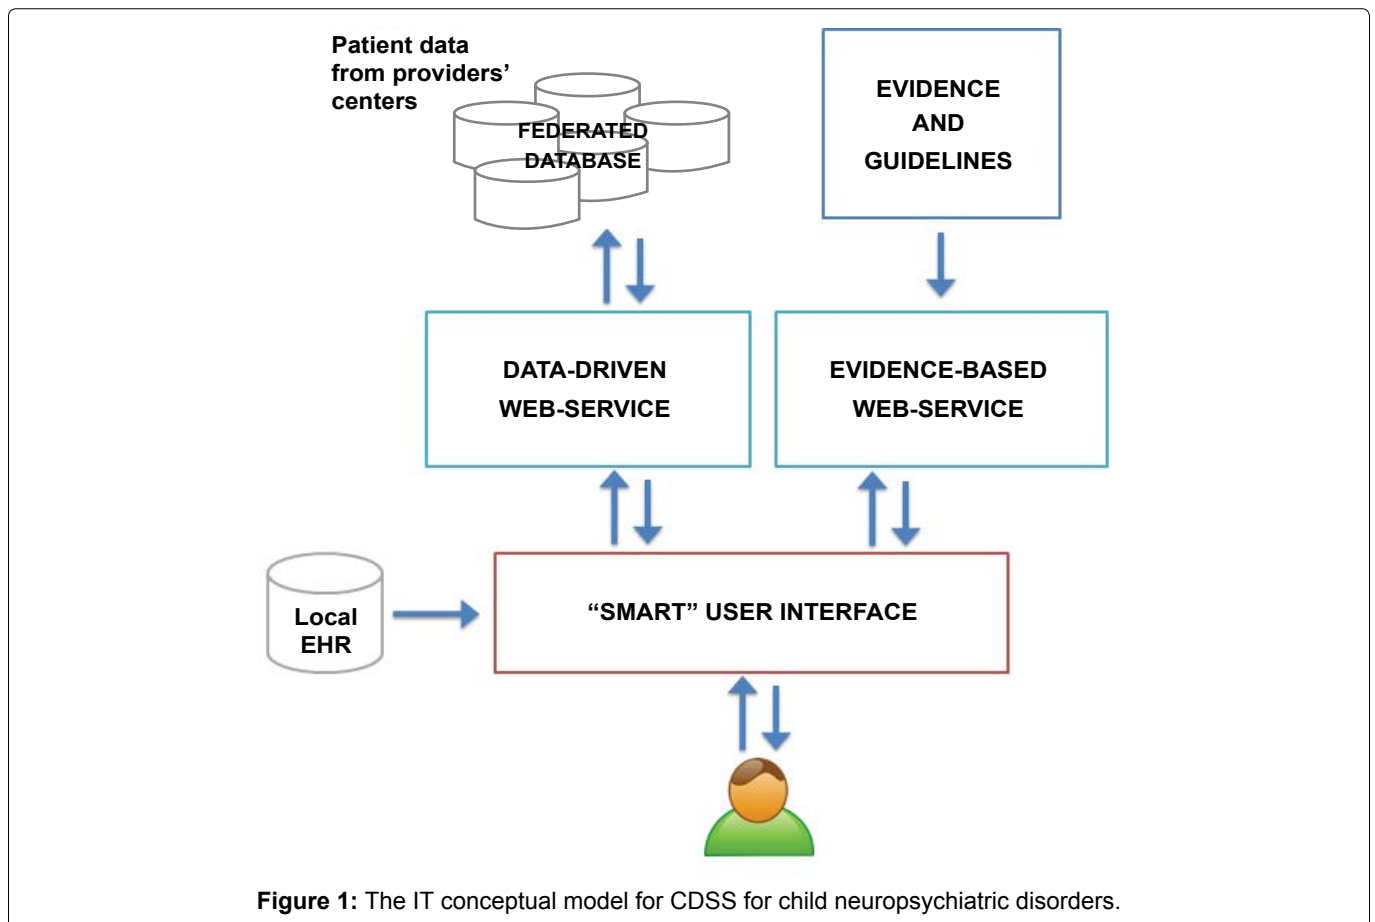 Patient data
from providers’
centers
FEDERATED
DATABASE
EVIDENCE
AND
GUIDELINES
DATA-DRIVEN
WEB-SERVICE
EVIDENCE-BASED
WEB-SERVICE
Local
EHR
“SMART” USER INTERFACE
Figure 1: The IT conceptual model for CDSS for child neuropsychiatric disorders.